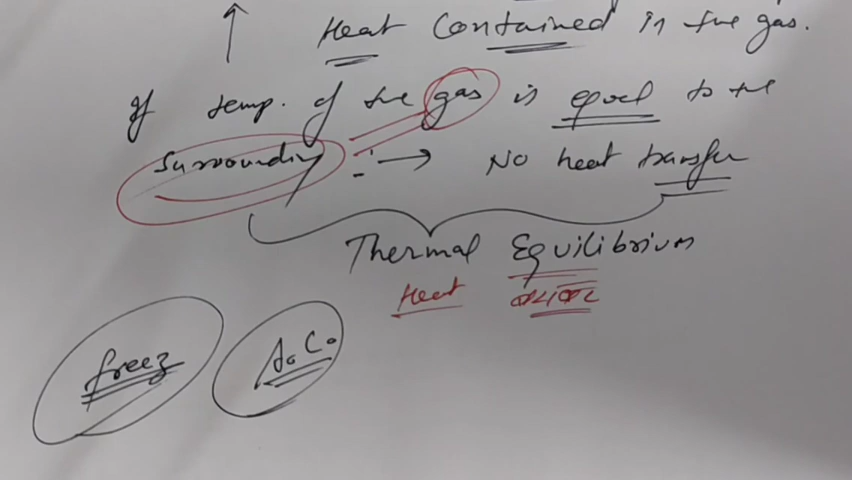 Heat Contained in the gas.
If temp. of the gas is equal to the
Surrounding :→ No heat transfer
Thermal Equilibrium
Heat
freez A.C.